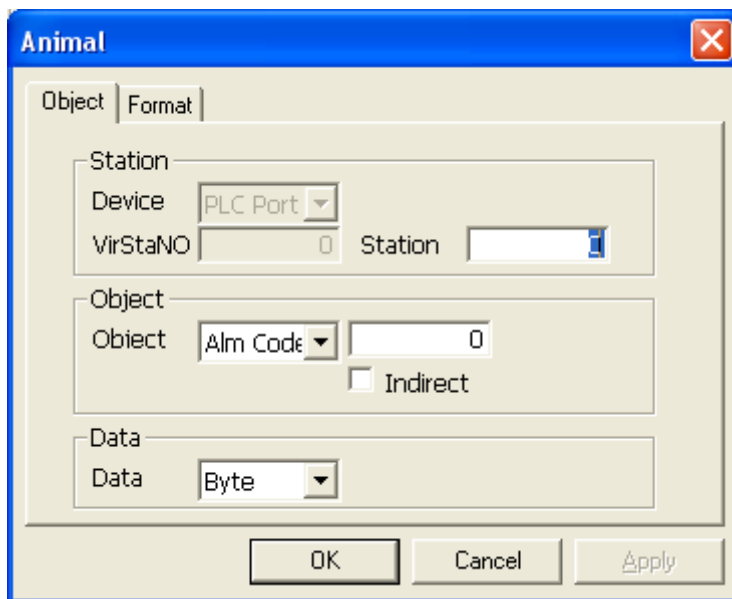 Animal
Object Format
Station
Device PLC Port
VirStaNO 0 Station
Object
Obiect Alm Code 0
Indirect
Data
Data Byte
OK Cancel Apply